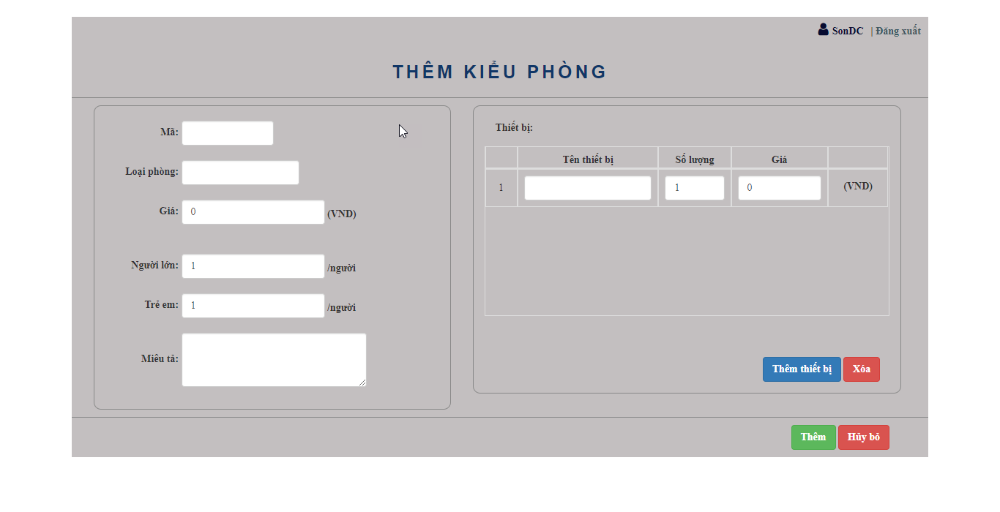 SonDC | Đăng xuất
THÊM KIỂU PHÒNG
Mã:
Loại phòng:
Giá: 0 (VND)
Người lớn: 1 /người
Trẻ em: 1 /người
Miêu tả:
Thiết bị:
Tên thiết bị Số lượng Giá
1 1 0 (VND)
Thêm thiết bị Xóa
Thêm Hủy bỏ